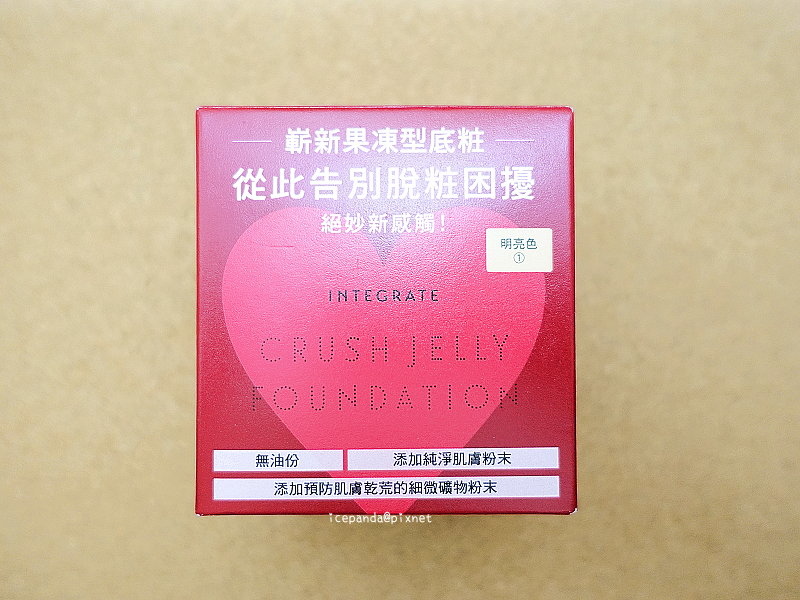 嶄新果凍型底粧
從此告別脫粧困擾
絕妙新感觸！
明亮色
①
INTEGRATE
CRUSH JELLY
FOUNDATION
無油份
添加純淨肌膚粉末
添加預防肌膚乾荒的細微礦物粉末
icepanda@pixnet